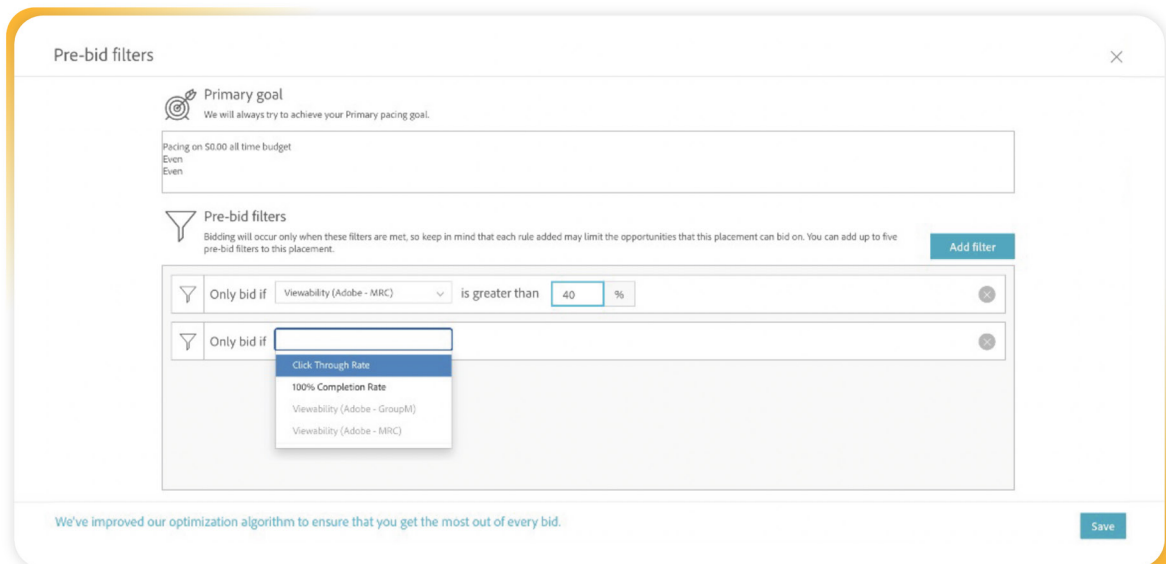 Pre-bid filters
Primary goal
We will always try to achieve your Primary pacing goal.
Pacing on $0.00 all time budget
Even
Even
Pre-bid filters
Bidding will occur only when these filters are met, so keep in mind that each rule added may limit the opportunities that this placement can bid on. You can add up to five
pre-bid filters to this placement.
Add filter
Only bid if Viewability (Adobe - MRC) is greater than 40 %
Only bid if
Click Through Rate
100% Completion Rate
Viewability (Adobe - GroupM)
Viewability (Adobe - MRC)
We've improved our optimization algorithm to ensure that you get the most out of every bid.
Save